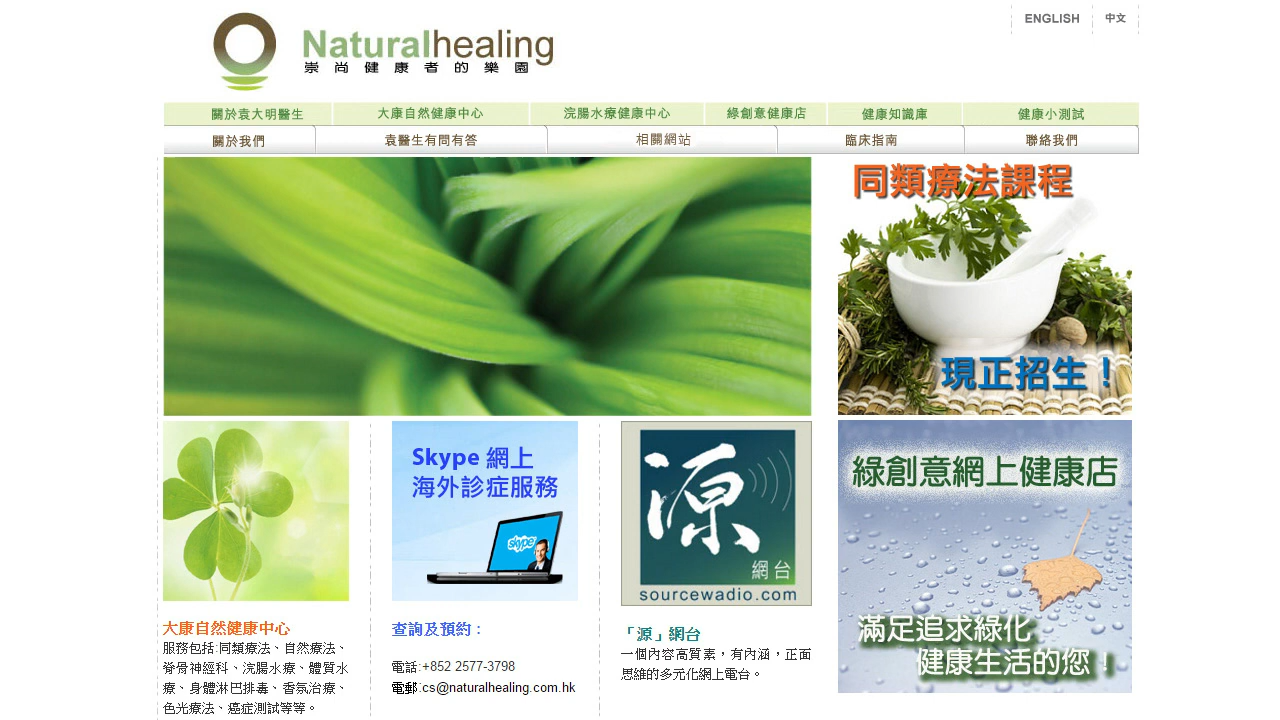 ENGLISH
中文
Naturalhealing
崇尚健康者的樂園
關於袁大明醫生
大康自然健康中心
浣腸水療健康中心
綠創意健康店
健康知識庫
健康小測試
關於我們
袁醫生有問有答
相關網站
臨床指南
聯絡我們
同類療法課程
現正招生！
Skype 網上
海外診症服務
skype
源
網台
sourcewadio.com
綠創意網上健康店
滿足追求綠化
健康生活的您！
大康自然健康中心
服務包括:同類療法、自然療法、
脊骨神經科、浣腸水療、體質水
療、身體淋巴排毒、香氛治療、
色光療法、癌症測試等等。
查詢及預約：
電話:+852 2577-3798
電郵:cs@naturalhealing.com.hk
「源」網台
一個內容高質素，有內涵，正面
思維的多元化網上電台。